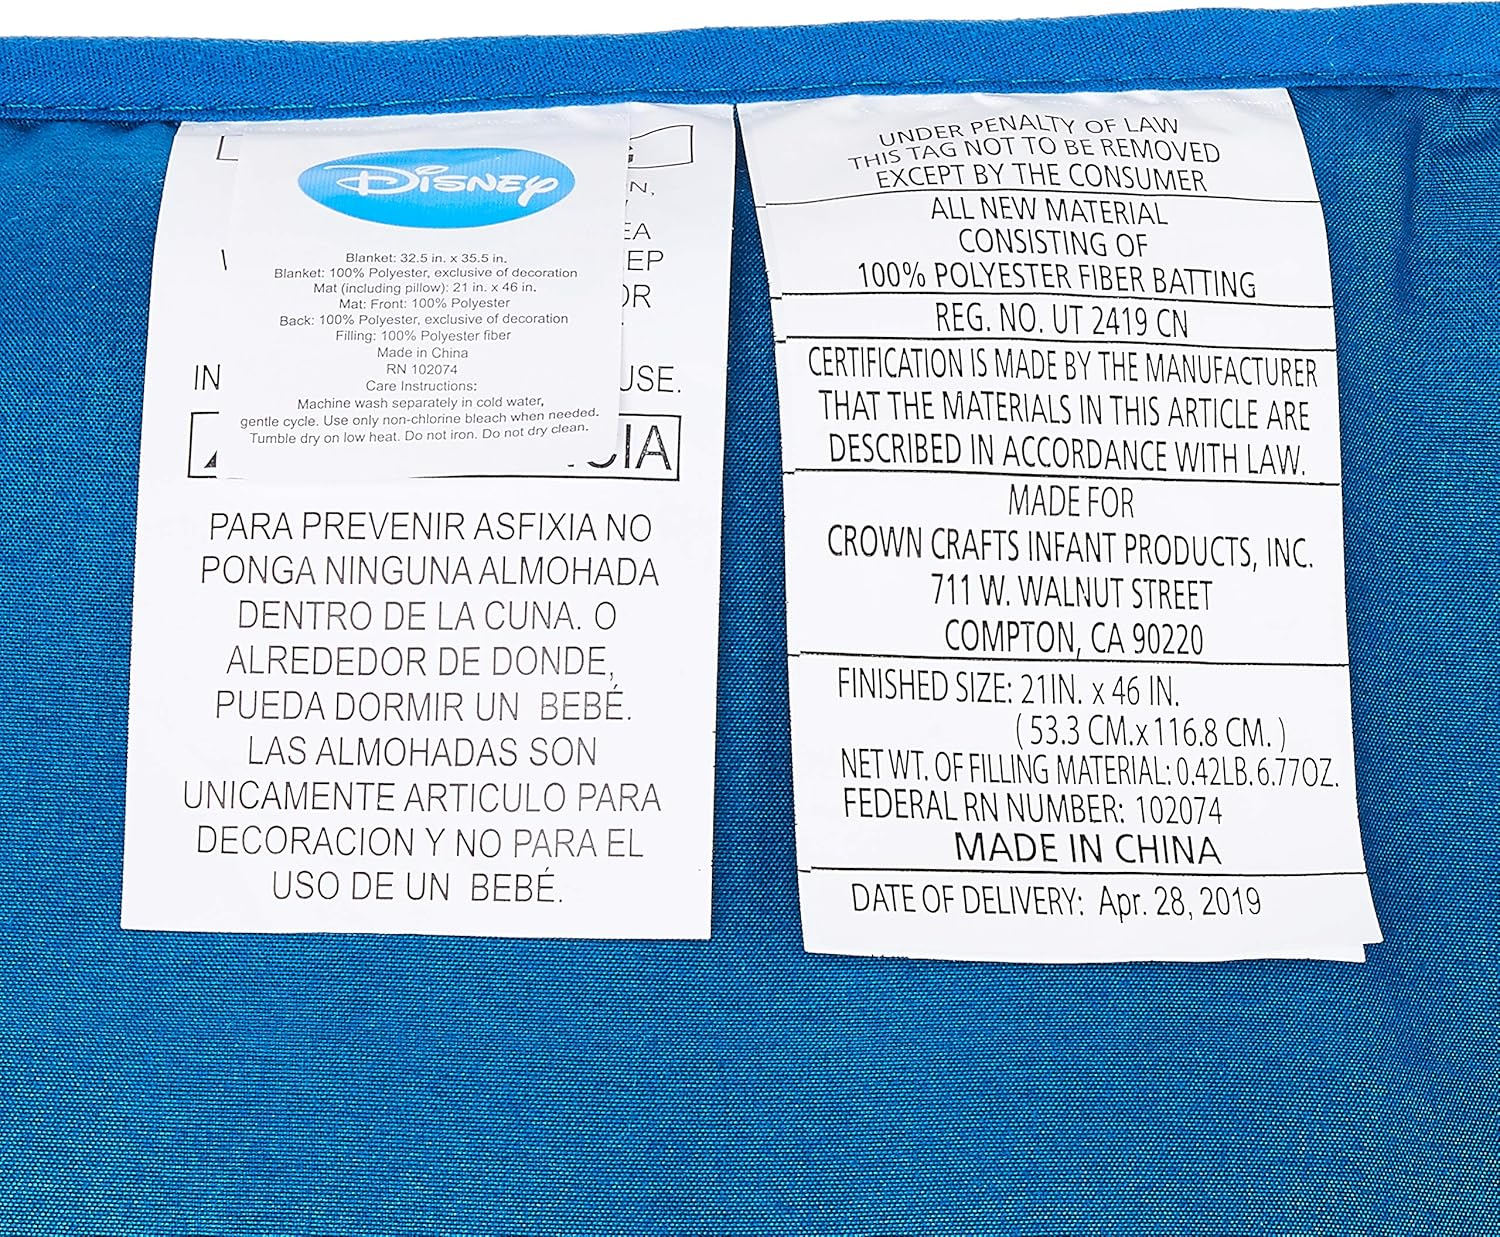 DISNEY
Blanket: 32.5 in. x 35.5 in.
Blanket: 100% Polyester, exclusive of decoration
Mat (including pillow): 21 in. x 46 in.
Mat: Front: 100% Polyester
Back: 100% Polyester, exclusive of decoration
Filling: 100% Polyester fiber
Made in China
RN 102074
Care Instructions:
Machine wash separately in cold water,
gentle cycle. Use only non-chlorine bleach when needed.
Tumble dry on low heat. Do not iron. Do not dry clean.
IN USE.
PARA PREVENIR ASFIXIA NO
PONGA NINGUNA ALMOHADA
DENTRO DE LA CUNA. O
ALREDEDOR DE DONDE,
PUEDA DORMIR UN BEBÉ.
LAS ALMOHADAS SON
UNICAMENTE ARTICULO PARA
DECORACION Y NO PARA EL
USO DE UN BEBÉ.
UNDER PENALTY OF LAW
THIS TAG NOT TO BE REMOVED
EXCEPT BY THE CONSUMER
ALL NEW MATERIAL
CONSISTING OF
100% POLYESTER FIBER BATTING
REG. NO. UT 2419 CN
CERTIFICATION IS MADE BY THE MANUFACTURER
THAT THE MATERIALS IN THIS ARTICLE ARE
DESCRIBED IN ACCORDANCE WITH LAW.
MADE FOR
CROWN CRAFTS INFANT PRODUCTS, INC.
711 W. WALNUT STREET
COMPTON, CA 90220
FINISHED SIZE: 21IN. x 46 IN.
( 53.3 CM.x 116.8 CM. )
NET WT. OF FILLING MATERIAL: 0.42LB. 6.77OZ.
FEDERAL RN NUMBER: 102074
MADE IN CHINA
DATE OF DELIVERY: Apr. 28, 2019